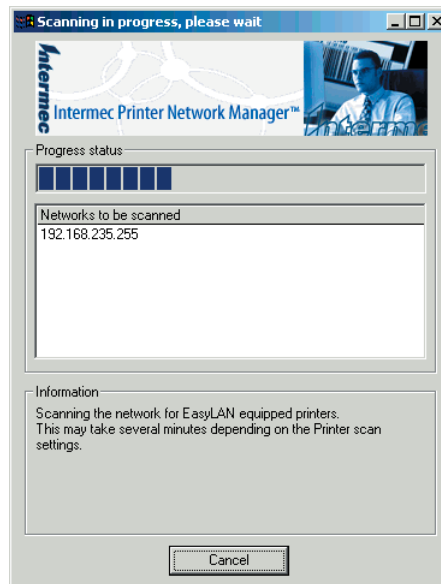 Scanning in progress, please wait
Intermec
Intermec Printer Network Manager™
Intermec
Progress status
Networks to be scanned
192.168.235.255
Information
Scanning the network for EasyLAN equipped printers.
This may take several minutes depending on the Printer scan
settings.
Cancel